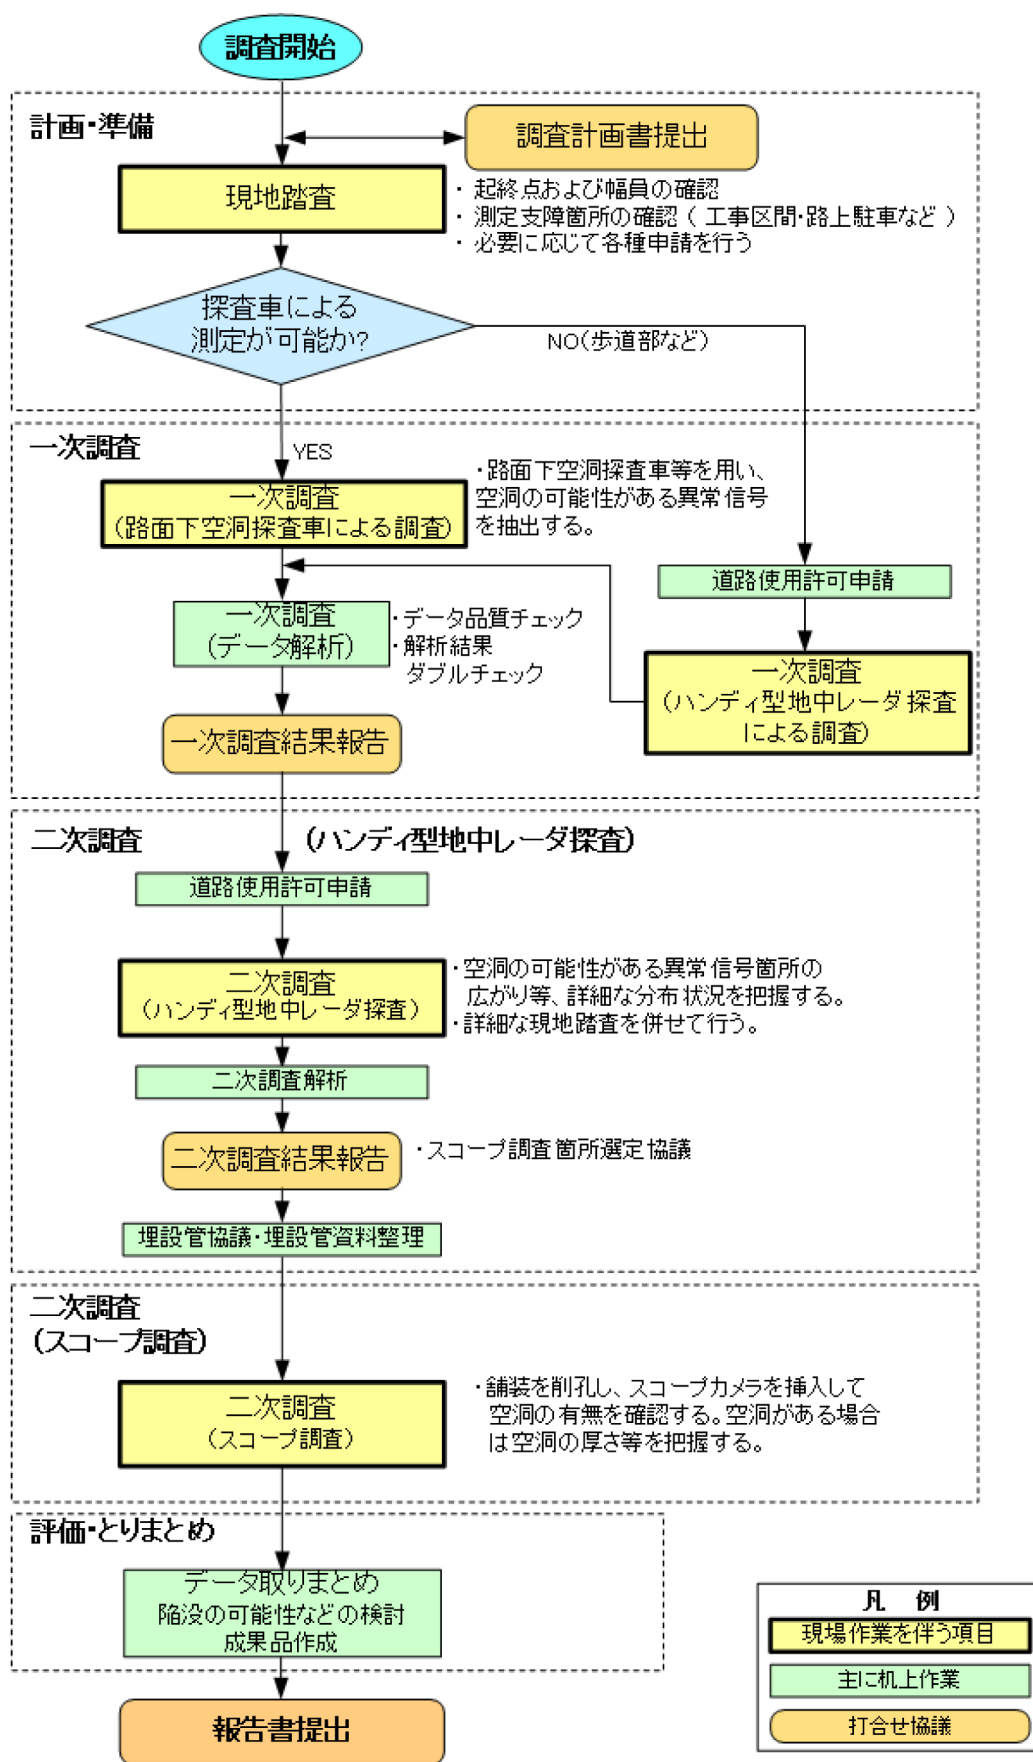 調査開始
計画・準備
調査計画書提出
現地踏査
・ 起終点および幅員の確認
・ 測定支障箇所の確認 ( 工事区間・路上駐車など )
・ 必要に応じて各種申請を行う
探査車による
測定が可能か?
NO(歩道部など)
一次調査
YES
一次調査
(路面下空洞探査車による調査)
・路面下空洞探査車等を用い、
空洞の可能性がある異常信号
を抽出する。
道路使用許可申請
一次調査
(データ解析)
・データ品質チェック
・解析結果
ダブルチェック
一次調査
(ハンディ型地中レーダ探査
による調査)
一次調査結果報告
二次調査
(ハンディ型地中レーダ探査)
道路使用許可申請
二次調査
(ハンディ型地中レーダ探査)
・空洞の可能性がある異常信号箇所の
広がり等、詳細な分布状況を把握する。
・詳細な現地踏査を併せて行う。
二次調査解析
二次調査結果報告
・スコープ調査箇所選定協議
埋設管協議・埋設管資料整理
二次調査
(スコープ調査)
二次調査
(スコープ調査)
・舗装を削孔し、スコープカメラを挿入して
空洞の有無を確認する。空洞がある場合
は空洞の厚さ等を把握する。
評価・とりまとめ
データ取りまとめ
陥没の可能性などの検討
成果品作成
報告書提出
凡 例
現場作業を伴う項目
主に机上作業
打合せ協議